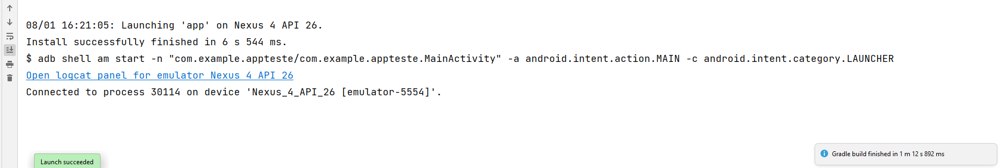 08/01 16:21:05: Launching 'app' on Nexus 4 API 26.
Install successfully finished in 6 s 544 ms.
$ adb shell am start -n "com.example.appteste/com.example.appteste.MainActivity" -a android.intent.action.MAIN -c android.intent.category.LAUNCHER
Open logcat panel for emulator Nexus 4 API 26
Connected to process 30114 on device 'Nexus_4_API_26 [emulator-5554]'.
Launch succeeded
Gradle build finished in 1 m 12 s 892 ms